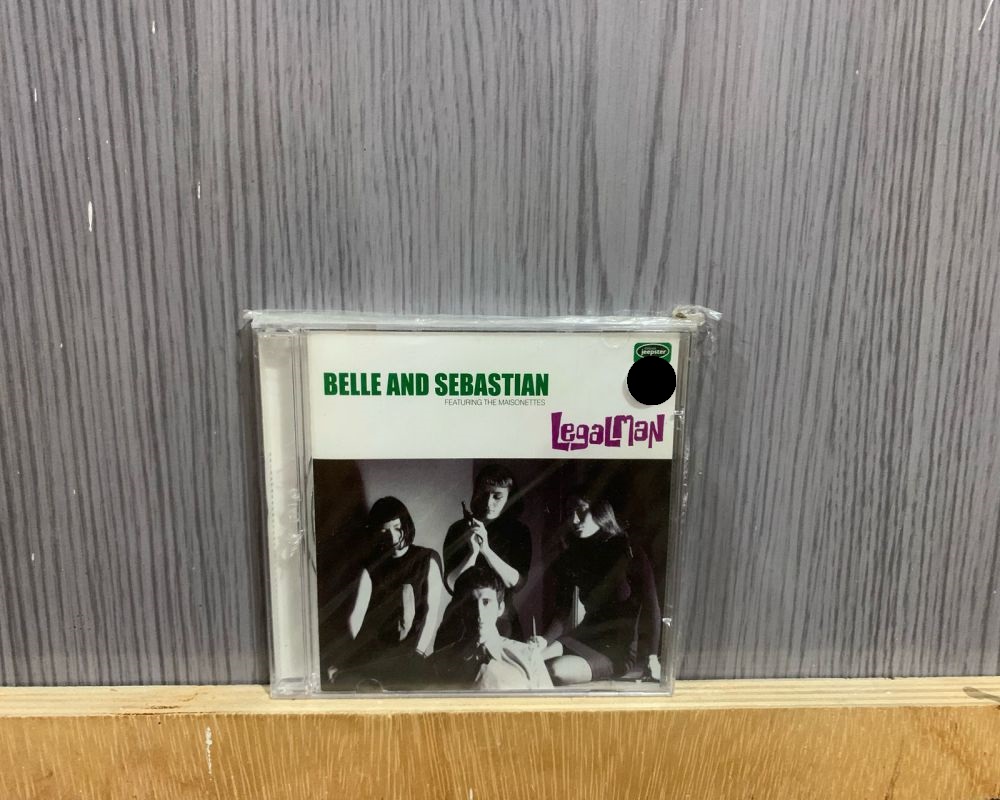 jeepster
BELLE AND SEBASTIAN
FEATURING THE MAISONETTES
LegaLMaN